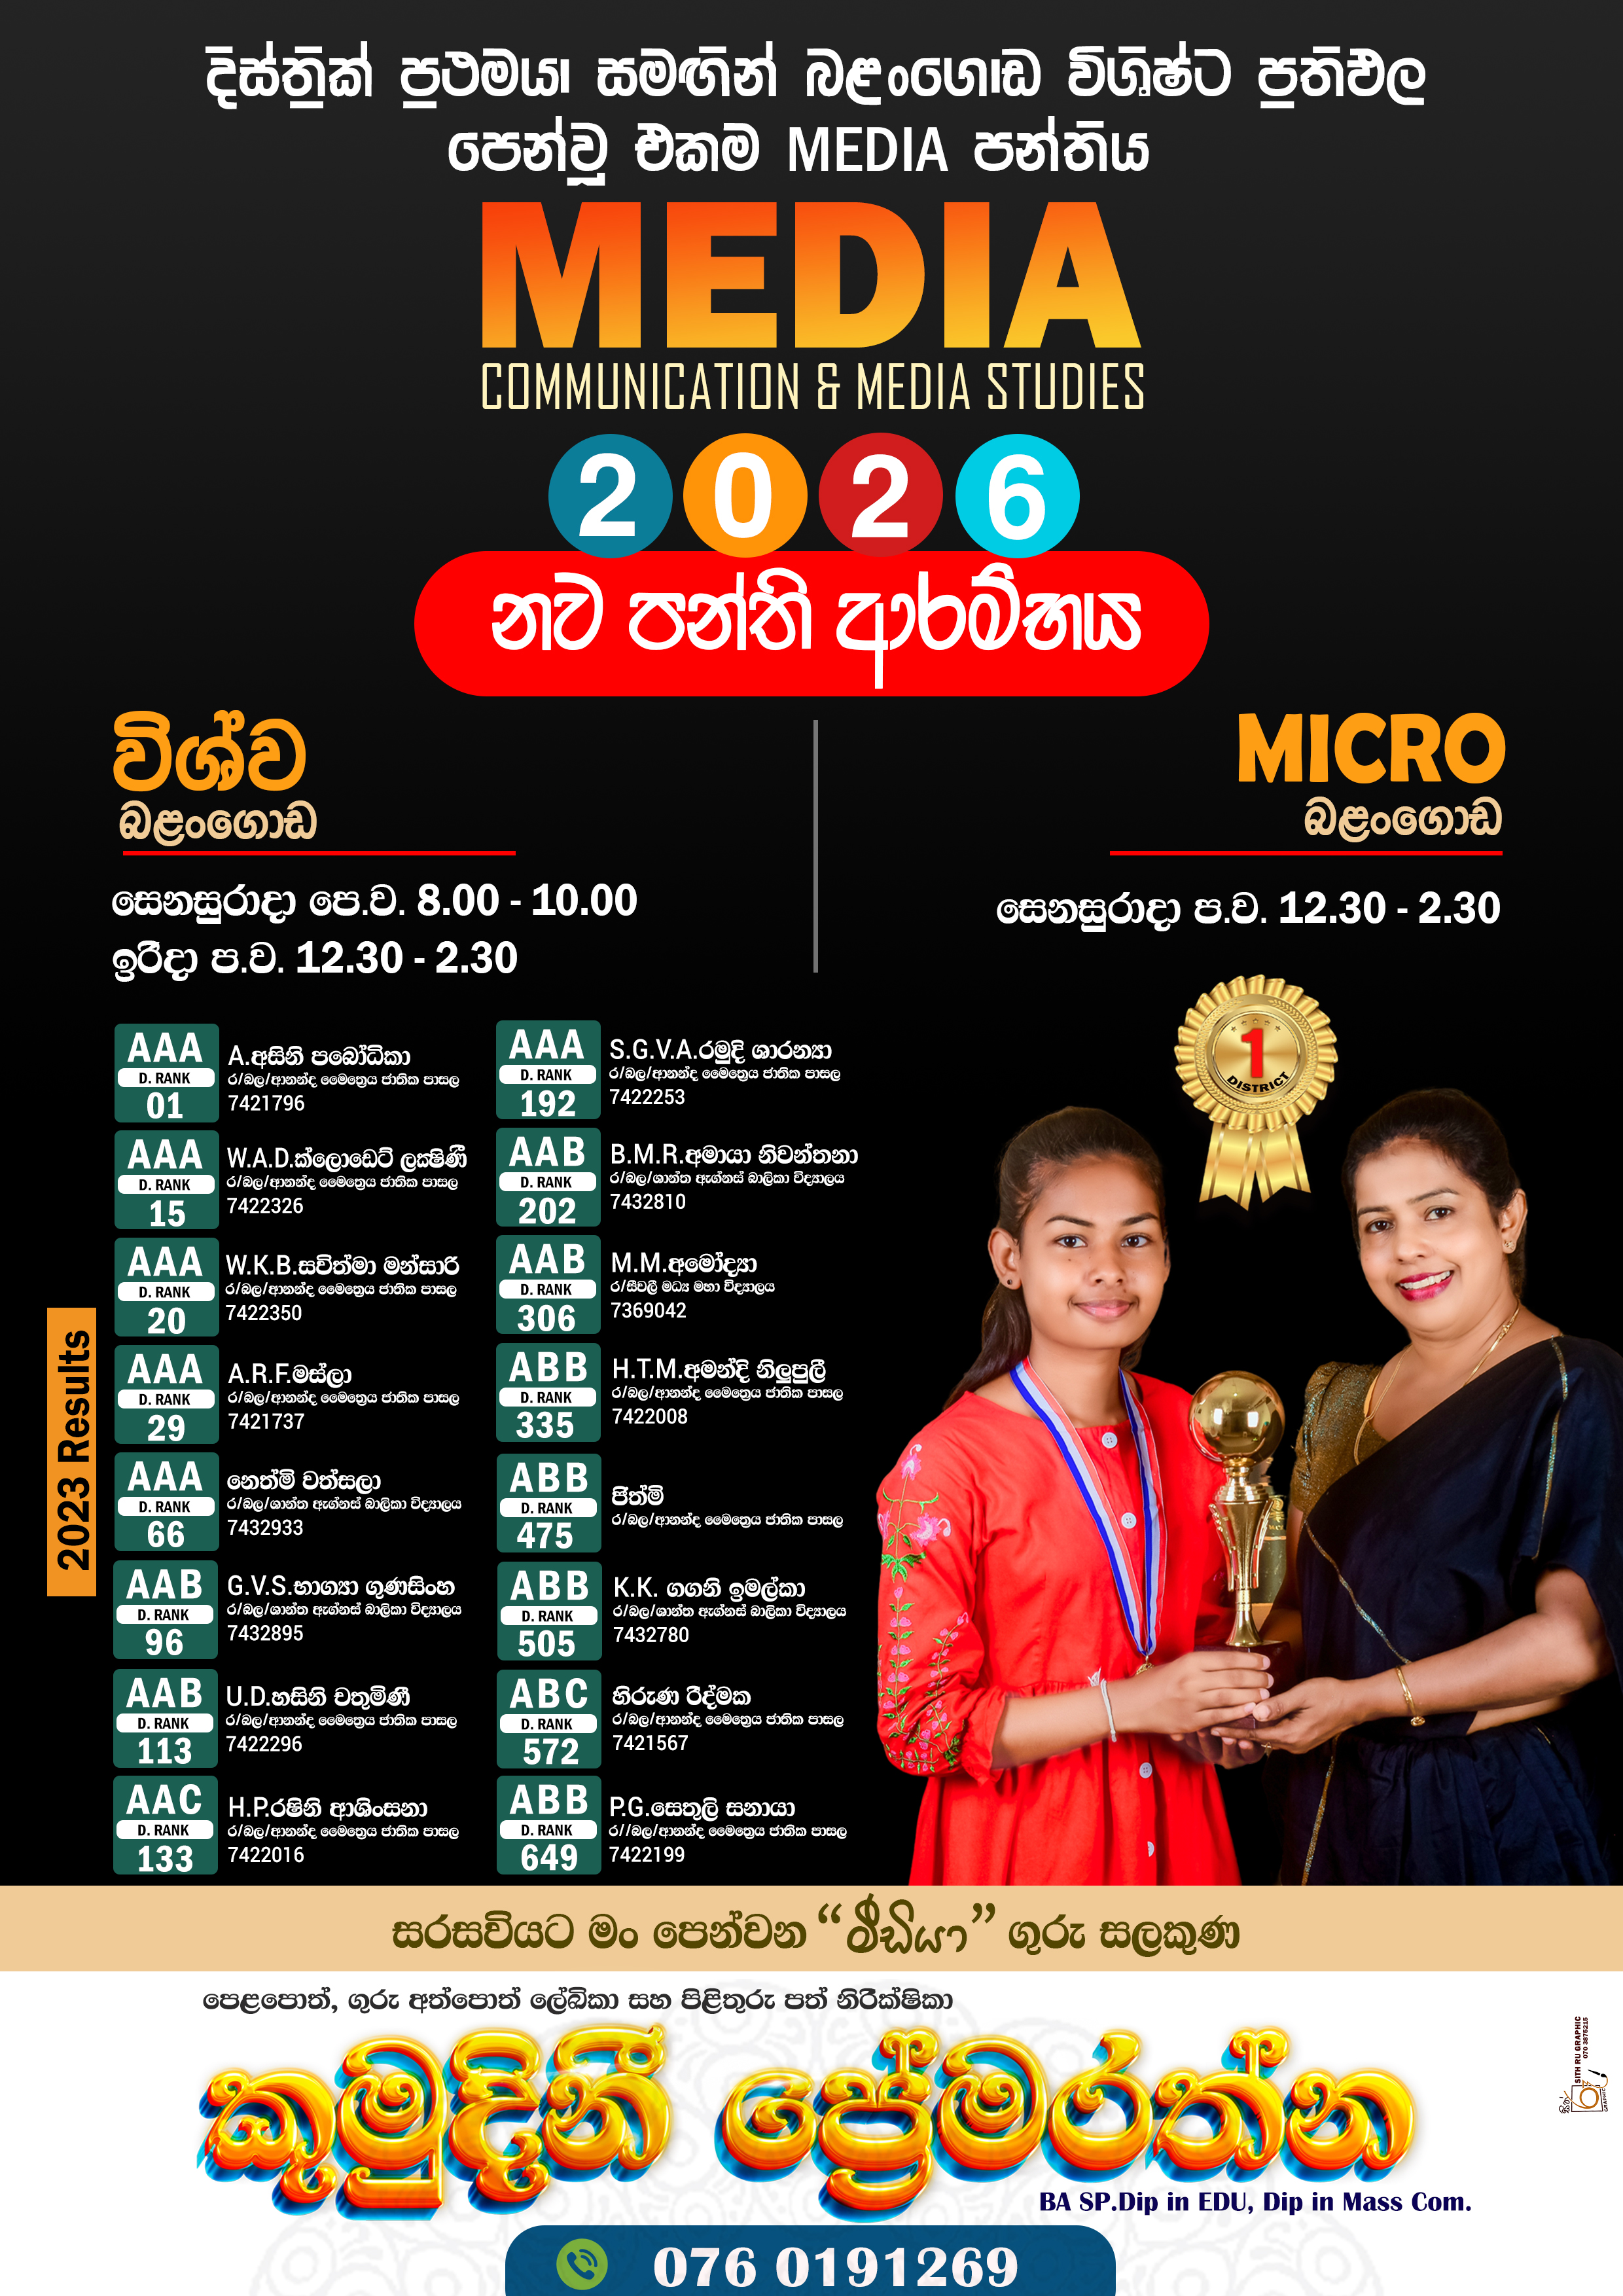 දිස්ත්‍රික් ප්‍රථමයා සමඟින් බළංගොඩ විශිෂ්ට ප්‍රතිඵල
පෙන්වූ එකම MEDIA පන්තිය
MEDIA
COMMUNICATION & MEDIA STUDIES
2026
නව පන්ති ආරම්භය
විශ්ව
බළංගොඩ
සෙනසුරාදා පෙ.ව. 8.00 - 10.00
ඉරිදා ප.ව. 12.30 - 2.30
MICRO
බළංගොඩ
සෙනසුරාදා ප.ව. 12.30 - 2.30
2023 Results
AAA
D. RANK
01
A.අසිනි පබෝධිකා
ර/බල/ආනන්ද මෛත්‍රෙය ජාතික පාසල
7421796
AAA
D. RANK
15
W.A.D.ක්ලොඩෙට් ලක්‍ෂිණී
ර/බල/ආනන්ද මෛත්‍රෙය ජාතික පාසල
7422326
AAA
D. RANK
20
W.K.B.සවිත්මා මන්සාරි
ර/බල/ආනන්ද මෛත්‍රෙය ජාතික පාසල
7422350
AAA
D. RANK
29
A.R.F.මස්ලා
ර/බල/ආනන්ද මෛත්‍රෙය ජාතික පාසල
7421737
AAA
D. RANK
66
නෙත්මි වත්සලා
ර/බල/ශාන්ත ඇග්නස් බාලිකා විද්‍යාලය
7432933
AAB
D. RANK
96
G.V.S.භාග්‍යා ගුණසිංහ
ර/බල/ශාන්ත ඇග්නස් බාලිකා විද්‍යාලය
7432895
AAB
D. RANK
113
U.D.හසිනි චතුමිණී
ර/බල/ආනන්ද මෛත්‍රෙය ජාතික පාසල
7422296
AAC
D. RANK
133
H.P.රෂිනි ආශිංසනා
ර/බල/ආනන්ද මෛත්‍රෙය ජාතික පාසල
7422016
AAA
D. RANK
192
S.G.V.A.රමුදි ශාරන්‍යා
ර/බල/ආනන්ද මෛත්‍රෙය ජාතික පාසල
7422253
AAB
D. RANK
202
B.M.R.අමායා නිවන්තනා
ර/බල/ශාන්ත ඇග්නස් බාලිකා විද්‍යාලය
7432810
AAB
D. RANK
306
M.M.අමෝද්‍යා
ර/සීවලී මධ්‍ය මහා විද්‍යාලය
7369042
ABB
D. RANK
335
H.T.M.අමන්දි නිලුපුලී
ර/බල/ආනන්ද මෛත්‍රෙය ජාතික පාසල
7422008
ABB
D. RANK
475
ජිත්මි
ර/බල/ආනන්ද මෛත්‍රෙය ජාතික පාසල
ABB
D. RANK
505
K.K. ගගනි ඉමල්කා
ර/බල/ශාන්ත ඇග්නස් බාලිකා විද්‍යාලය
7432780
ABC
D. RANK
572
හිරුණ රිද්මක
ර/බල/ආනන්ද මෛත්‍රෙය ජාතික පාසල
7421567
ABB
D. RANK
649
P.G.සෙතුලි සනායා
ර//බල/ආනන්ද මෛත්‍රෙය ජාතික පාසල
7422199
1
DISTRICT
සරසවියට මං පෙන්වන “මීඩියා” ගුරු සලකුණ
පෙළපොත්, ගුරු අත්පොත් ලේඛිකා සහ පිළිතුරු පත් නිරීක්ෂිකා
කුමුදිනී ප්‍රේමරත්න
BA SP.Dip in EDU, Dip in Mass Com.
076 0191269
SITH RU GRAPHIC
070 3875215